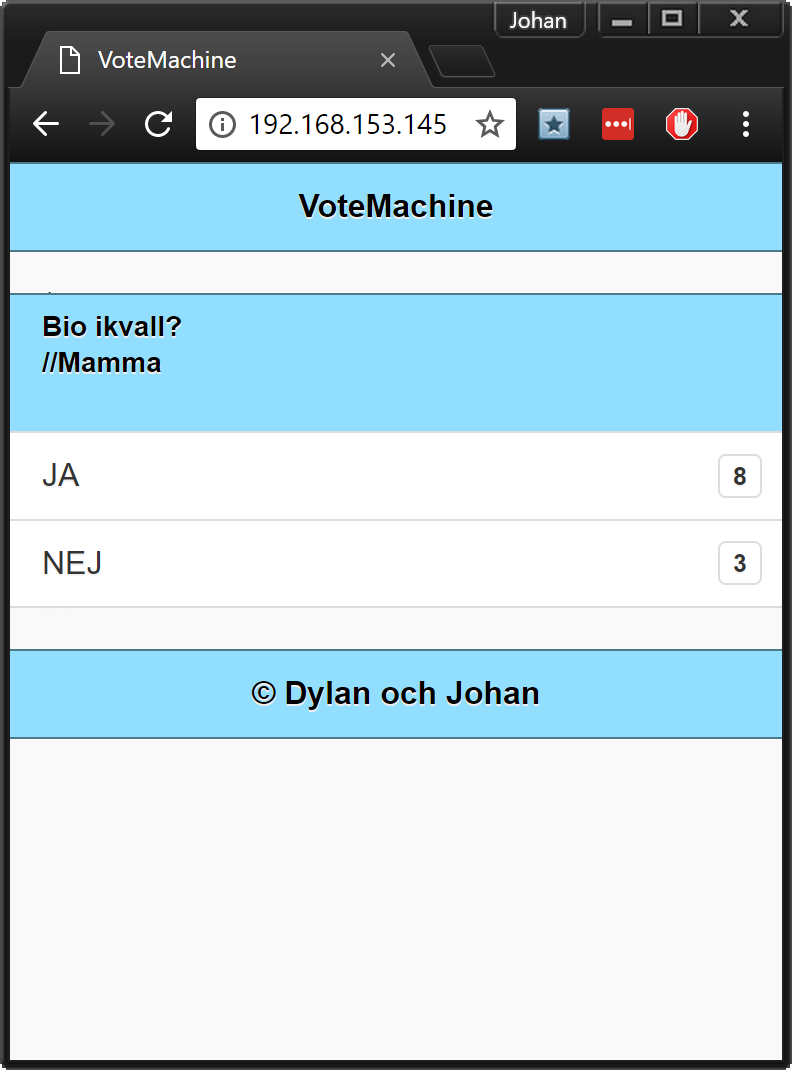 Johan
VoteMachine
192.168.153.145
VoteMachine
Bio ikvall?
//Mamma
JA 8
NEJ 3
© Dylan och Johan